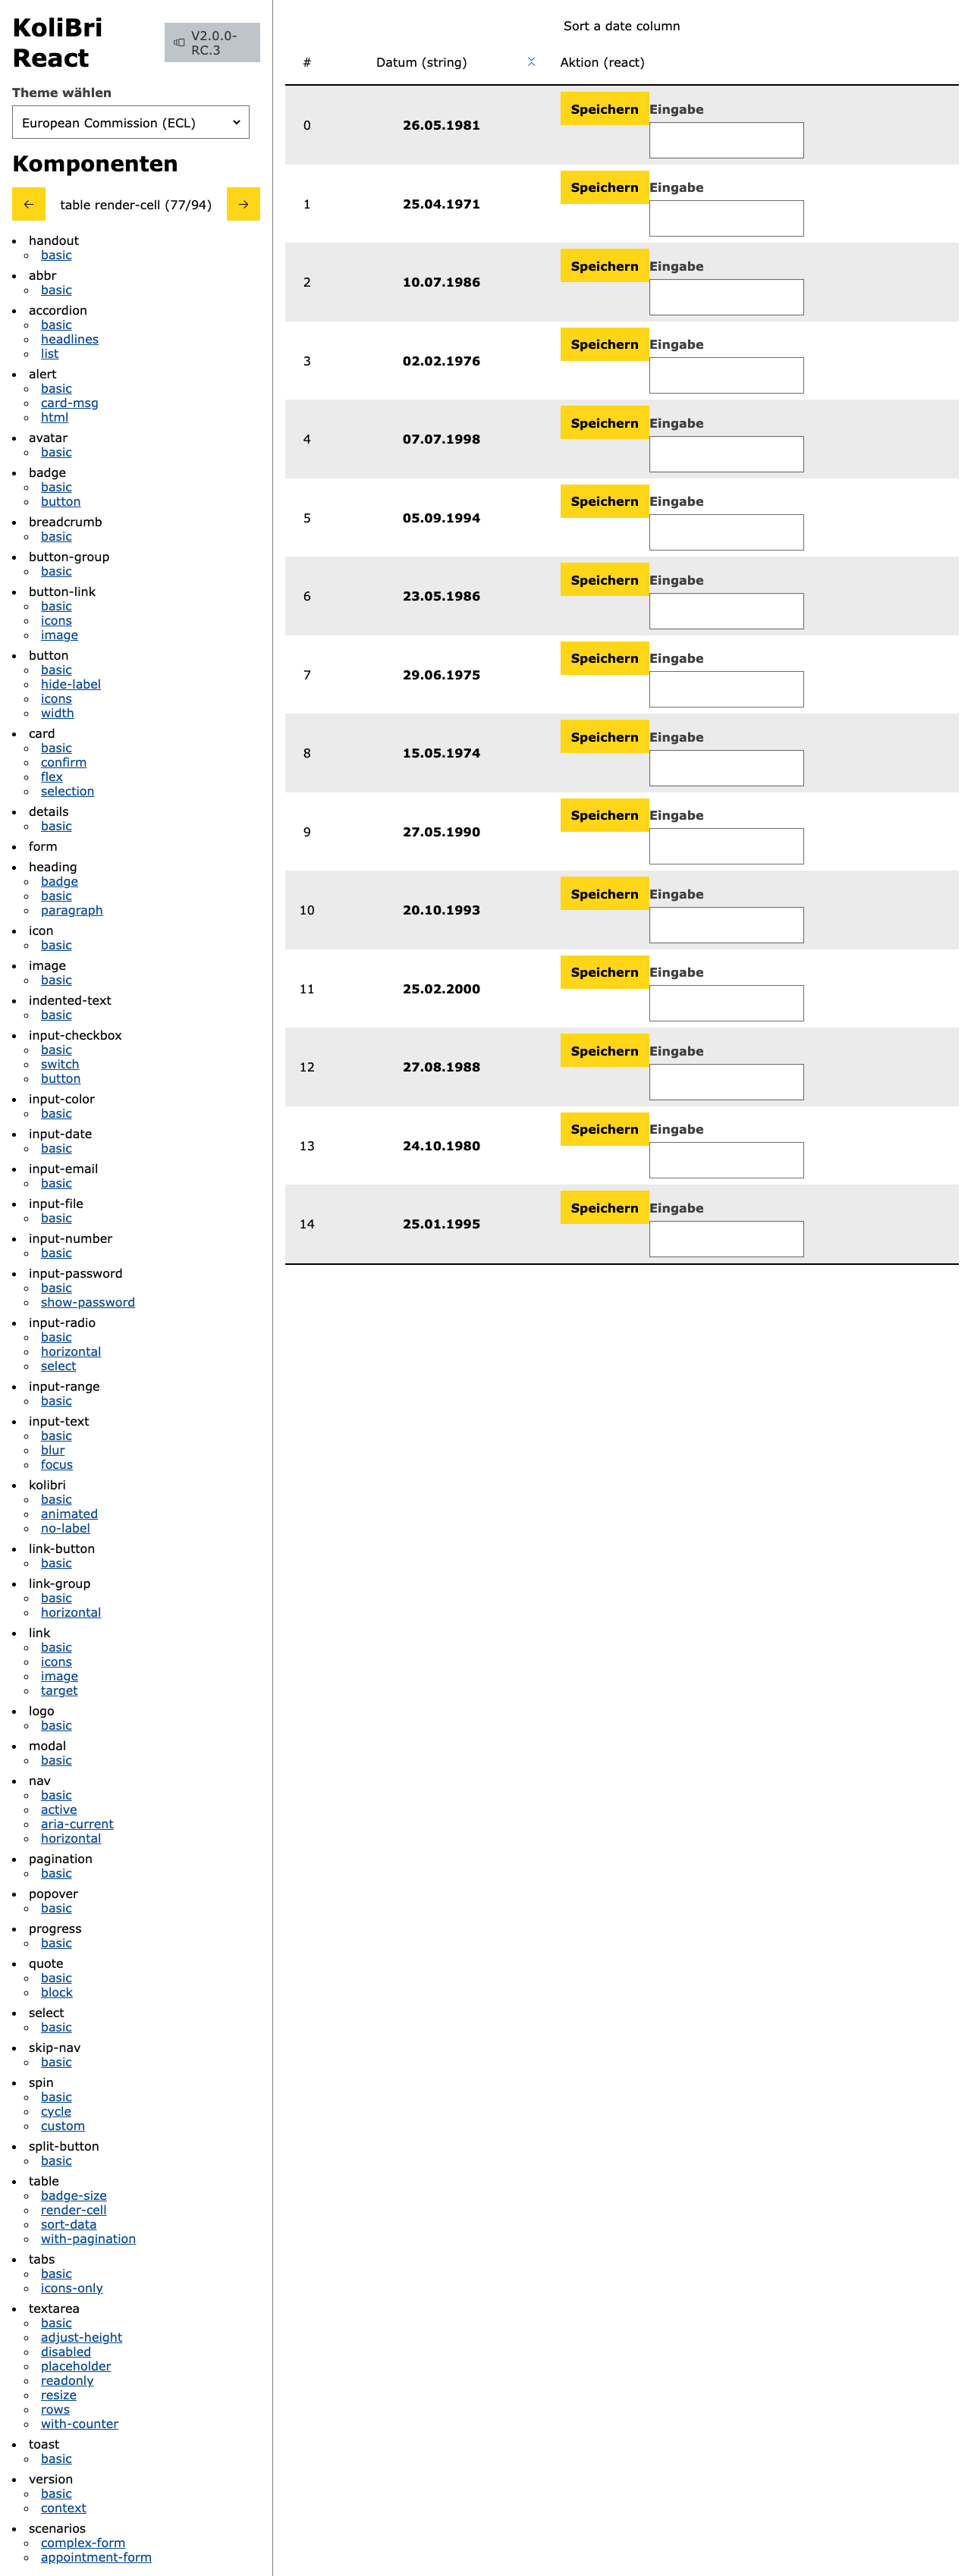 KoliBri
React
V2.0.0-
RC.3
Theme wählen
European Commission (ECL)
Komponenten
table render-cell (77/94)
handout
basic
abbr
basic
accordion
basic
headlines
list
alert
basic
card-msg
html
avatar
basic
badge
basic
button
breadcrumb
basic
button-group
basic
button-link
basic
icons
image
button
basic
hide-label
icons
width
card
basic
confirm
flex
selection
details
basic
form
heading
badge
basic
paragraph
icon
basic
image
basic
indented-text
basic
input-checkbox
basic
switch
button
input-color
basic
input-date
basic
input-email
basic
input-file
basic
input-number
basic
input-password
basic
show-password
input-radio
basic
horizontal
select
input-range
basic
input-text
basic
blur
focus
kolibri
basic
animated
no-label
link-button
basic
link-group
basic
horizontal
link
basic
icons
image
target
logo
basic
modal
basic
nav
basic
active
aria-current
horizontal
pagination
basic
popover
basic
progress
basic
quote
basic
block
select
basic
skip-nav
basic
spin
basic
cycle
custom
split-button
basic
table
badge-size
render-cell
sort-data
with-pagination
tabs
basic
icons-only
textarea
basic
adjust-height
disabled
placeholder
readonly
resize
rows
with-counter
toast
basic
version
basic
context
scenarios
complex-form
appointment-form
Sort a date column
# Datum (string) Aktion (react)
0 26.05.1981 Speichern Eingabe
1 25.04.1971 Speichern Eingabe
2 10.07.1986 Speichern Eingabe
3 02.02.1976 Speichern Eingabe
4 07.07.1998 Speichern Eingabe
5 05.09.1994 Speichern Eingabe
6 23.05.1986 Speichern Eingabe
7 29.06.1975 Speichern Eingabe
8 15.05.1974 Speichern Eingabe
9 27.05.1990 Speichern Eingabe
10 20.10.1993 Speichern Eingabe
11 25.02.2000 Speichern Eingabe
12 27.08.1988 Speichern Eingabe
13 24.10.1980 Speichern Eingabe
14 25.01.1995 Speichern Eingabe